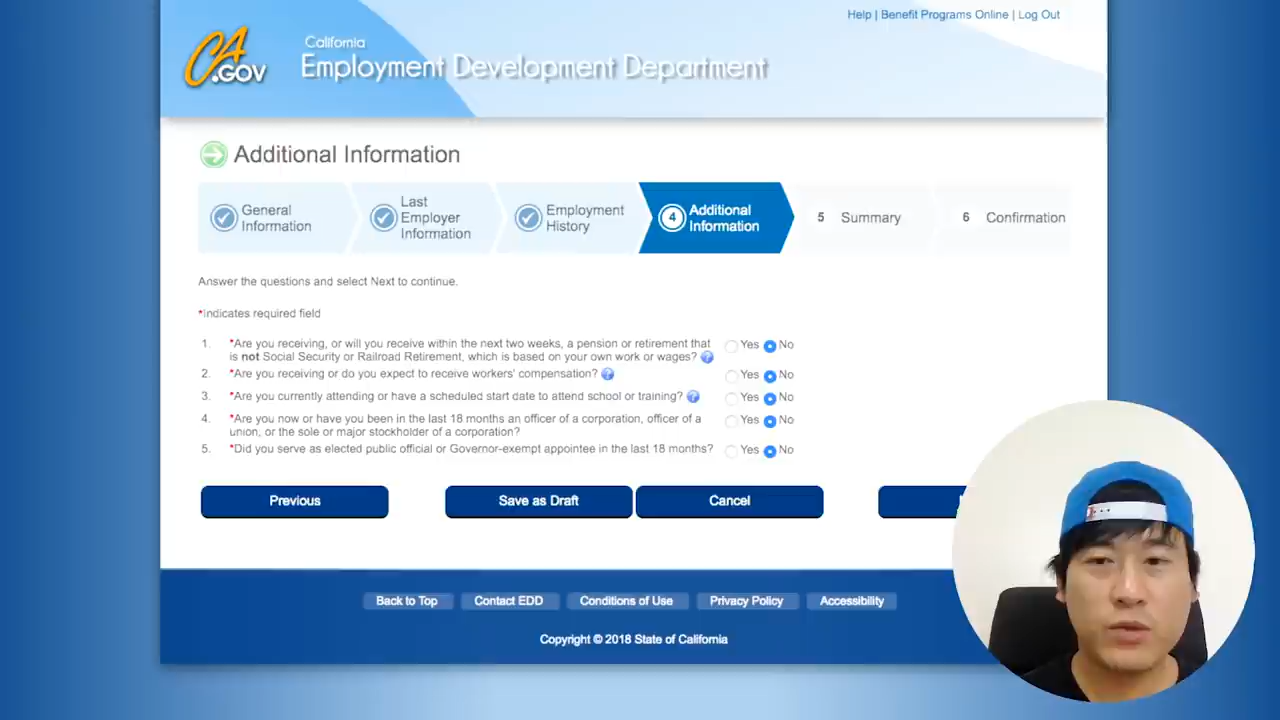 Help | Benefit Programs Online | Log Out
CA
.GOV
California
Employment Development Department
Additional Information
General
Information
Last
Employer
Information
Employment
History
4
Additional
Information
5 Summary
6 Confirmation
Answer the questions and select Next to continue.
*Indicates required field
1. *Are you receiving, or will you receive within the next two weeks, a pension or retirement that Yes No
is not Social Security or Railroad Retirement, which is based on your own work or wages? ?
2. *Are you receiving or do you expect to receive workers' compensation? ? Yes No
3. *Are you currently attending or have a scheduled start date to attend school or training? ? Yes No
4. *Are you now or have you been in the last 18 months an officer of a corporation, officer of a Yes No
union, or the sole or major stockholder of a corporation?
5. *Did you serve as elected public official or Governor-exempt appointee in the last 18 months? Yes No
Previous Save as Draft Cancel
Back to Top Contact EDD Conditions of Use Privacy Policy Accessibility
Copyright © 2018 State of California